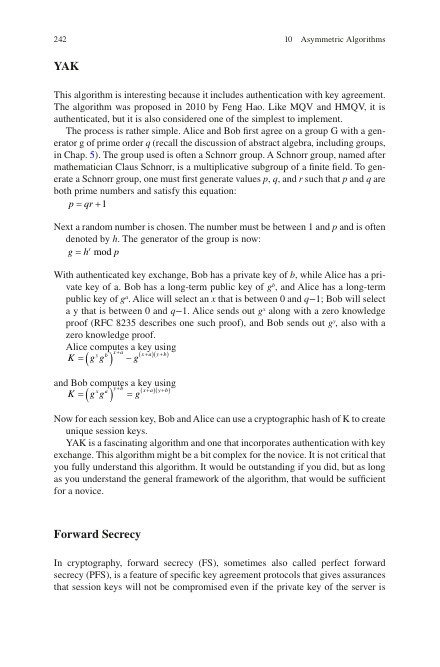 242 10 Asymmetric Algorithms
YAK
This algorithm is interesting because it includes authentication with key agreement.
The algorithm was proposed in 2010 by Feng Hao. Like MQV and HMQV, it is
authenticated, but it is also considered one of the simplest to implement.
The process is rather simple. Alice and Bob first agree on a group G with a gen-
erator g of prime order q (recall the discussion of abstract algebra, including groups,
in Chap. 5). The group used is often a Schnorr group. A Schnorr group, named after
mathematician Claus Schnorr, is a multiplicative subgroup of a finite field. To gen-
erate a Schnorr group, one must first generate values p, q, and r such that p and q are
both prime numbers and satisfy this equation:
p = qr + 1
Next a random number is chosen. The number must be between 1 and p and is often
denoted by h. The generator of the group is now:
g = h^r mod p
With authenticated key exchange, Bob has a private key of b, while Alice has a pri-
vate key of a. Bob has a long-term public key of g^b, and Alice has a long-term
public key of g^a. Alice will select an x that is between 0 and q−1; Bob will select
a y that is between 0 and q−1. Alice sends out g^x along with a zero knowledge
proof (RFC 8235 describes one such proof), and Bob sends out g^y, also with a
zero knowledge proof.
Alice computes a key using
K = (g^y g^b)^{x+a} − g^{(x+a)(y+b)}
and Bob computes a key using
K = (g^x g^a)^{y+b} = g^{(x+a)(y+b)}
Now for each session key, Bob and Alice can use a cryptographic hash of K to create
unique session keys.
YAK is a fascinating algorithm and one that incorporates authentication with key
exchange. This algorithm might be a bit complex for the novice. It is not critical that
you fully understand this algorithm. It would be outstanding if you did, but as long
as you understand the general framework of the algorithm, that would be sufficient
for a novice.
Forward Secrecy
In cryptography, forward secrecy (FS), sometimes also called perfect forward
secrecy (PFS), is a feature of specific key agreement protocols that gives assurances
that session keys will not be compromised even if the private key of the server is